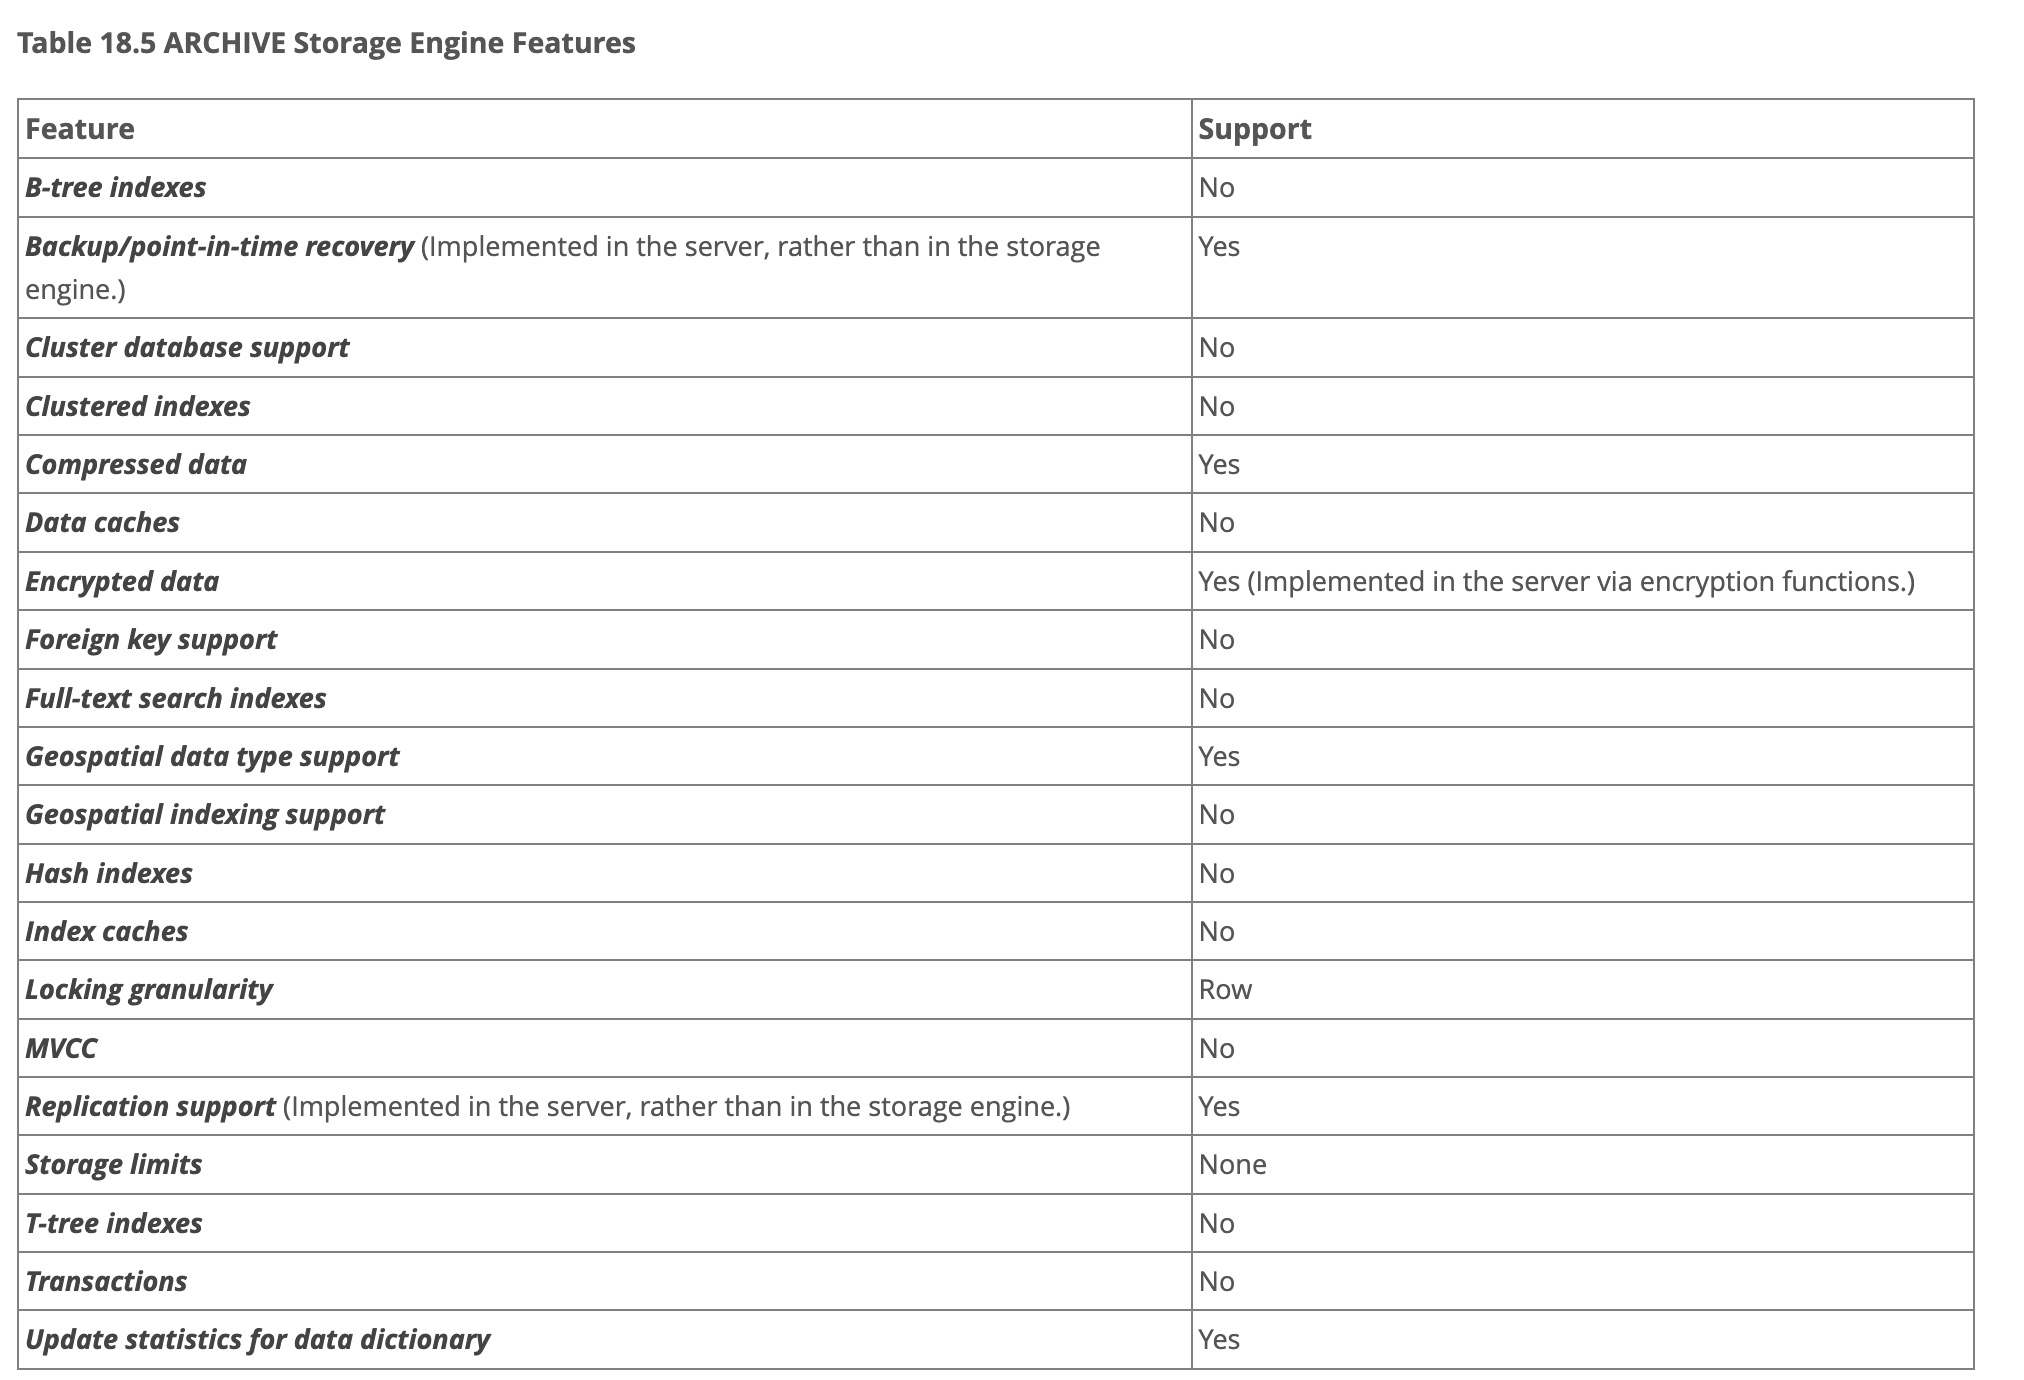 Table 18.5 ARCHIVE Storage Engine Features
Feature Support
B-tree indexes No
Backup/point-in-time recovery (Implemented in the server, rather than in the storage Yes
engine.)
Cluster database support No
Clustered indexes No
Compressed data Yes
Data caches No
Encrypted data Yes (Implemented in the server via encryption functions.)
Foreign key support No
Full-text search indexes No
Geospatial data type support Yes
Geospatial indexing support No
Hash indexes No
Index caches No
Locking granularity Row
MVCC No
Replication support (Implemented in the server, rather than in the storage engine.) Yes
Storage limits None
T-tree indexes No
Transactions No
Update statistics for data dictionary Yes